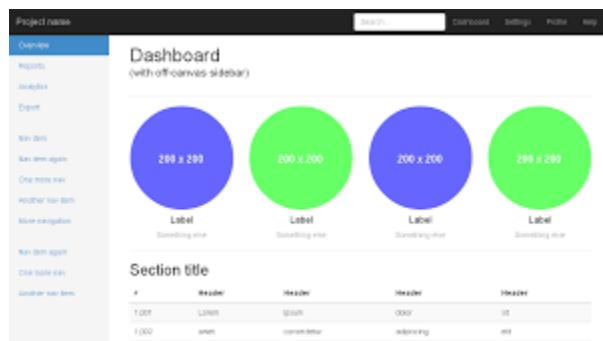 Project name
Search... Dashboard Settings Profile Help
Overview
Reports
Analytics
Export
Nav item
Nav item again
One more nav
Another nav item
More navigation
Nav item again
One more nav
Another nav item
Dashboard
(with off-canvas sidebar)
200 x 200 200 x 200 200 x 200 200 x 200
Label Label Label Label
Something else Something else Something else Something else
Section title
# Header Header Header Header
1,001 Lorem ipsum dolor sit
1,002 amet consectetur adipiscing elit